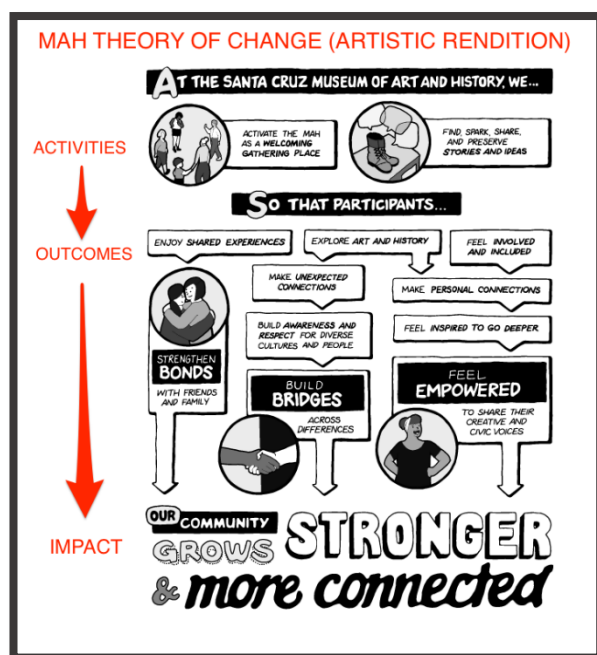 MAH THEORY OF CHANGE (ARTISTIC RENDITION)
AT THE SANTA CRUZ MUSEUM OF ART AND HISTORY, WE...
ACTIVITIES
ACTIVATE THE MAH
AS A WELCOMING
GATHERING PLACE
FIND, SPARK, SHARE,
AND PRESERVE
STORIES AND IDEAS
SO THAT PARTICIPANTS...
OUTCOMES
ENJOY SHARED EXPERIENCES
EXPLORE ART AND HISTORY
FEEL INVOLVED
AND INCLUDED
MAKE UNEXPECTED
CONNECTIONS
MAKE PERSONAL CONNECTIONS
BUILD AWARENESS AND
RESPECT FOR DIVERSE
CULTURES AND PEOPLE
FEEL INSPIRED TO GO DEEPER
STRENGTHEN
BONDS
WITH FRIENDS
AND FAMILY
BUILD
BRIDGES
ACROSS
DIFFERENCES
FEEL
EMPOWERED
TO SHARE THEIR
CREATIVE AND
CIVIC VOICES
IMPACT
OUR COMMUNITY
GROWS STRONGER
& more connected